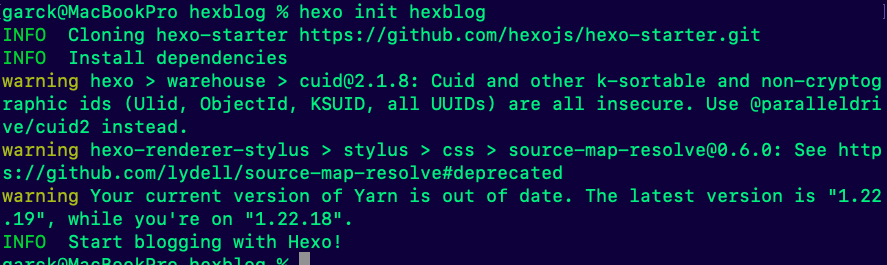 [garck@MacBookPro hexblog % hexo init hexblog ]
INFO  Cloning hexo-starter https://github.com/hexojs/hexo-starter.git
INFO  Install dependencies
warning hexo > warehouse > cuid@2.1.8: Cuid and other k-sortable and non-cryptog
raphic ids (Ulid, ObjectId, KSUID, all UUIDs) are all insecure. Use @paralleldri
ve/cuid2 instead.
warning hexo-renderer-stylus > stylus > css > source-map-resolve@0.6.0: See http
s://github.com/lydell/source-map-resolve#deprecated
warning Your current version of Yarn is out of date. The latest version is "1.22
.19", while you're on "1.22.18".
INFO  Start blogging with Hexo!
garck@MacBookPro hexblog %